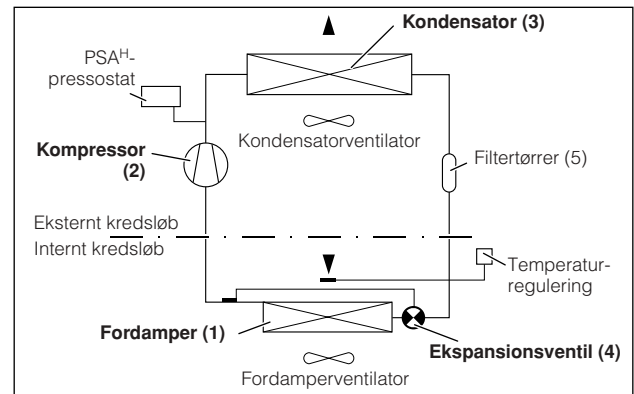 Kondensator (3)
PSAᴴ-
pressostat
Kondensatorventilator
Kompressor
(2)
Filtertørrer (5)
Eksternt kredsløb
Internt kredsløb
Temperatur-
regulering
Fordamper (1)
Ekspansionsventil (4)
Fordamperventilator